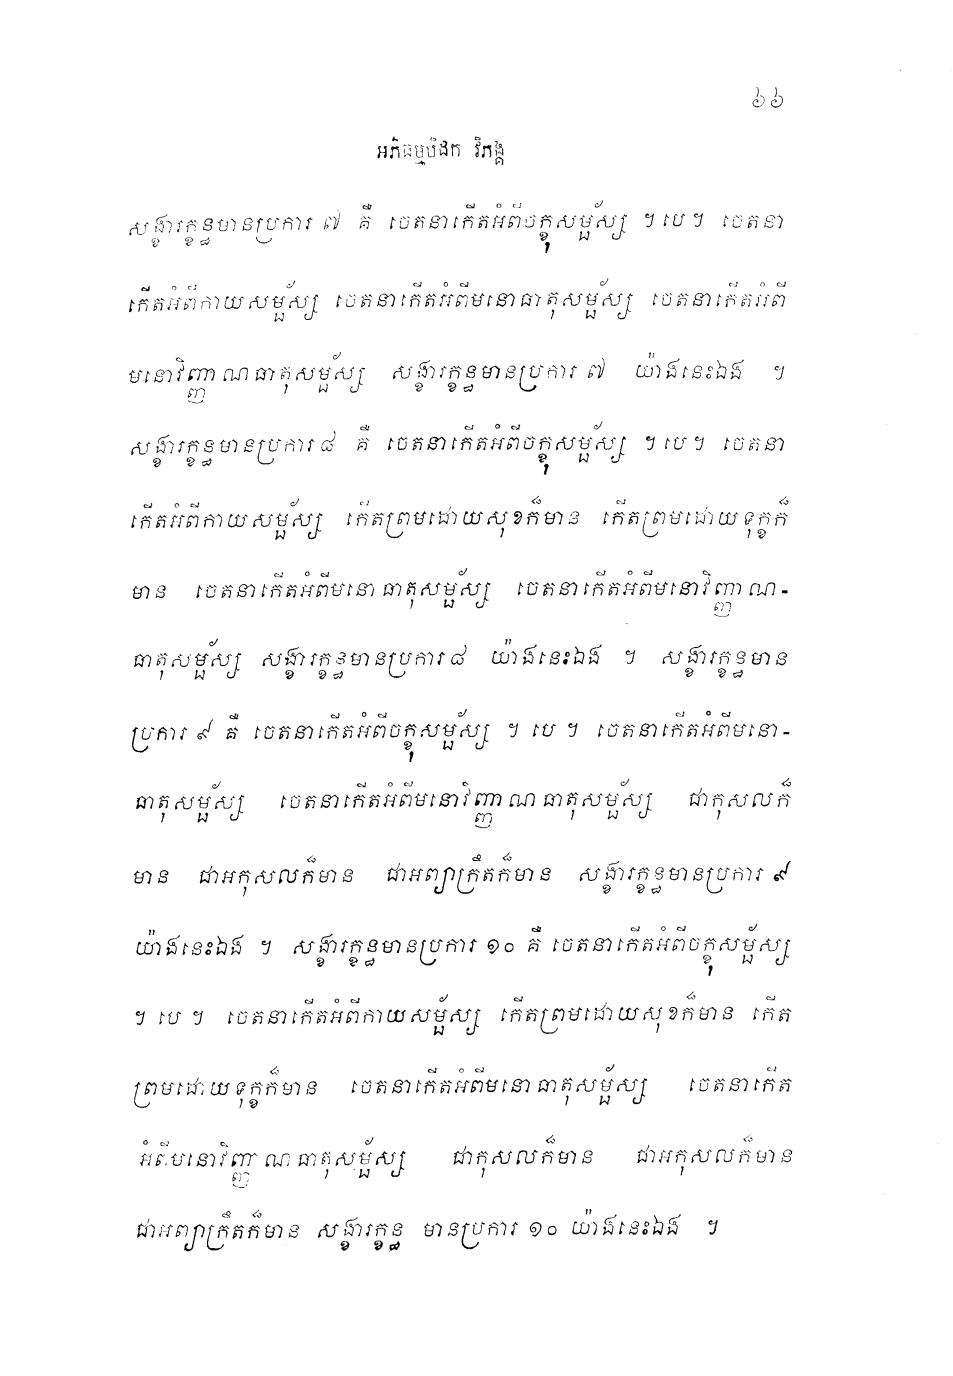 ៦៦
អភិធម្មបិដក វិភង្គ
សង្ខារក្ខន្ធមានប្រការ ៧ គឺ ចេតនាកើតអំពីចក្ខុសម្ផ័ស្ស ។ បេ ។ ចេតនា
កើតអំពីកាយសម្ផ័ស្ស ចេតនាកើតអំពីមនោធាតុសម្ផ័ស្ស ចេតនាកើតអំពី
មនោវិញ្ញាណធាតុសម្ផ័ស្ស សង្ខារក្ខន្ធមានប្រការ ៧ យ៉ាងនេះឯង ។
សង្ខារក្ខន្ធមានប្រការ ៨ គឺ ចេតនាកើតអំពីចក្ខុសម្ផ័ស្ស ។ បេ ។ ចេតនា
កើតអំពីកាយសម្ផ័ស្ស កើតព្រមដោយសុខក៏មាន កើតព្រមដោយទុក្ខក៏
មាន ចេតនាកើតអំពីមនោធាតុសម្ផ័ស្ស ចេតនាកើតអំពីមនោវិញ្ញាណ-
ធាតុសម្ផ័ស្ស សង្ខារក្ខន្ធមានប្រការ ៨ យ៉ាងនេះឯង ។ សង្ខារក្ខន្ធមាន
ប្រការ ៩ គឺ ចេតនាកើតអំពីចក្ខុសម្ផ័ស្ស ។ បេ ។ ចេតនាកើតអំពីមនោ-
ធាតុសម្ផ័ស្ស ចេតនាកើតអំពីមនោវិញ្ញាណធាតុសម្ផ័ស្ស ជាកុសលក៏
មាន ជាអកុសលក៏មាន ជាអព្យាក្រឹតក៏មាន សង្ខារក្ខន្ធមានប្រការ ៩
យ៉ាងនេះឯង ។ សង្ខារក្ខន្ធមានប្រការ ១០ គឺ ចេតនាកើតអំពីចក្ខុសម្ផ័ស្ស
។ បេ ។ ចេតនាកើតអំពីកាយសម្ផ័ស្ស កើតព្រមដោយសុខក៏មាន កើត
ព្រមដោយទុក្ខក៏មាន ចេតនាកើតអំពីមនោធាតុសម្ផ័ស្ស ចេតនាកើត
អំពីមនោវិញ្ញាណធាតុសម្ផ័ស្ស ជាកុសលក៏មាន ជាអកុសលក៏មាន
ជាអព្យាក្រឹតក៏មាន សង្ខារក្ខន្ធ មានប្រការ ១០ យ៉ាងនេះឯង ។